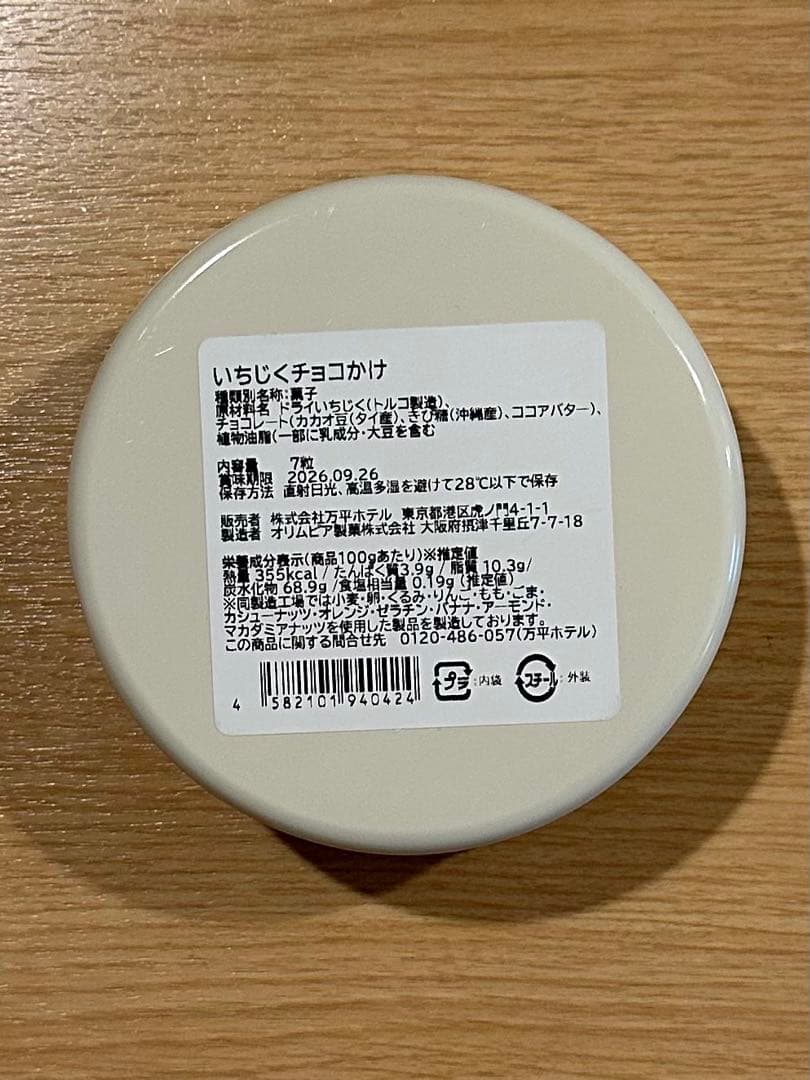 いちじくチョコかけ
種類別名称:菓子
原材料名 ドライいちじく(トルコ製造)、
チョコレート(カカオ豆(タイ産)、きび糖(沖縄産)、ココアバター)、
植物油脂(一部に乳成分・大豆を含む
内容量 7粒
賞味期限 2026.09.26
保存方法 直射日光、高温多湿を避けて28℃以下で保存
販売者 株式会社万平ホテル 東京都港区虎ノ門4-1-1
製造者 オリムピア製菓株式会社 大阪府摂津千里丘7-7-18
栄養成分表示(商品100gあたり)※推定値
熱量 355kcal / たんぱく質3.9g / 脂質 10.3g/
炭水化物 68.9g /食塩相当量 0.19g (推定値)
※同製造工場では小麦・卵・くるみ・りんご・もも・ごま・
カシューナッツ・オレンジ・ゼラチン・バナナ・アーモンド・
マカダミアナッツを使用した製品を製造しております。
この商品に関する問合せ先 0120-486-057(万平ホテル)
プラ:内袋 スチール:外装
4 582101 940424